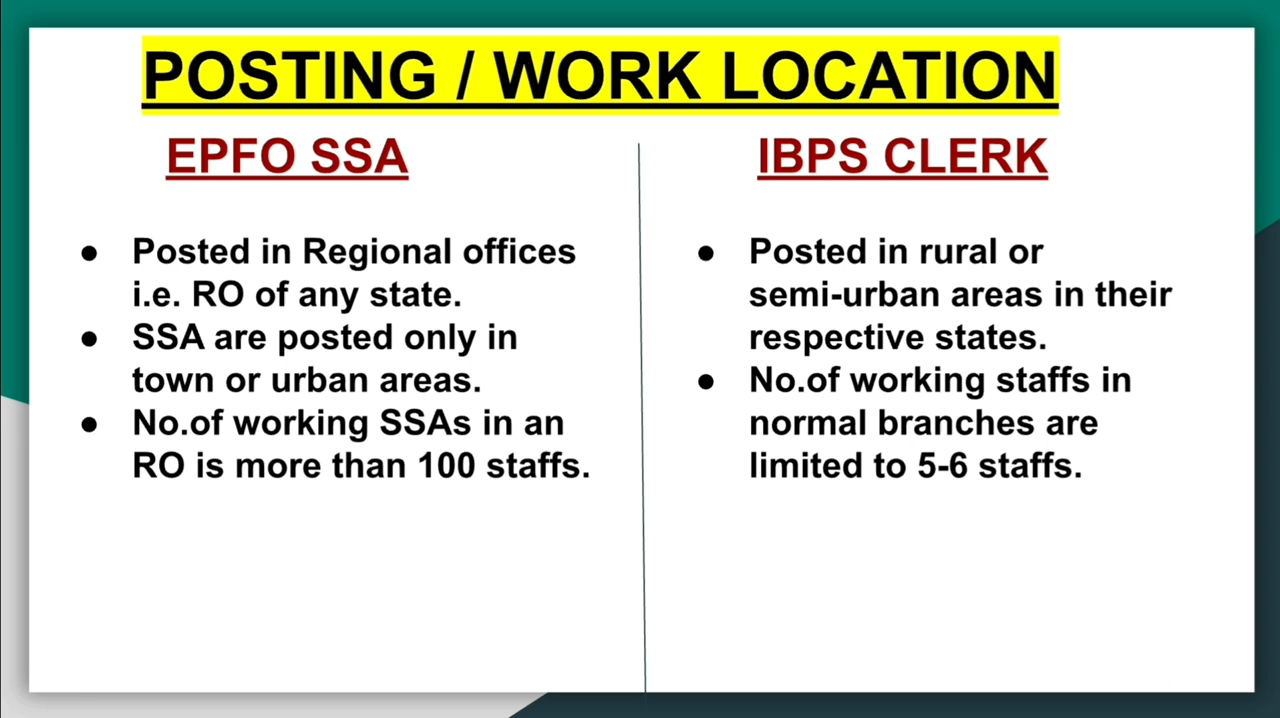 POSTING / WORK LOCATION
EPFO SSA
● Posted in Regional offices
i.e. RO of any state.
● SSA are posted only in
town or urban areas.
● No.of working SSAs in an
RO is more than 100 staffs.
IBPS CLERK
● Posted in rural or
semi-urban areas in their
respective states.
● No.of working staffs in
normal branches are
limited to 5-6 staffs.